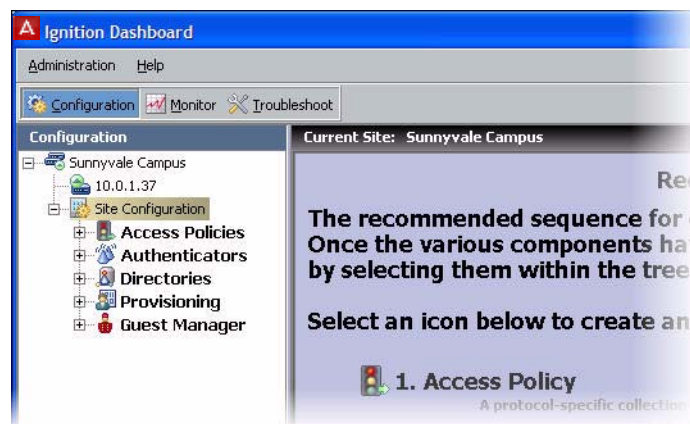 Ignition Dashboard
Administration Help
Configuration Monitor Troubleshoot
Configuration
Current Site: Sunnyvale Campus
Sunnyvale Campus
10.0.1.37
Site Configuration
Access Policies
Authenticators
Directories
Provisioning
Guest Manager
The recommended sequence for
Once the various components
by selecting them within the tree
Select an icon below to create an
1. Access Policy
A protocol-specific collection